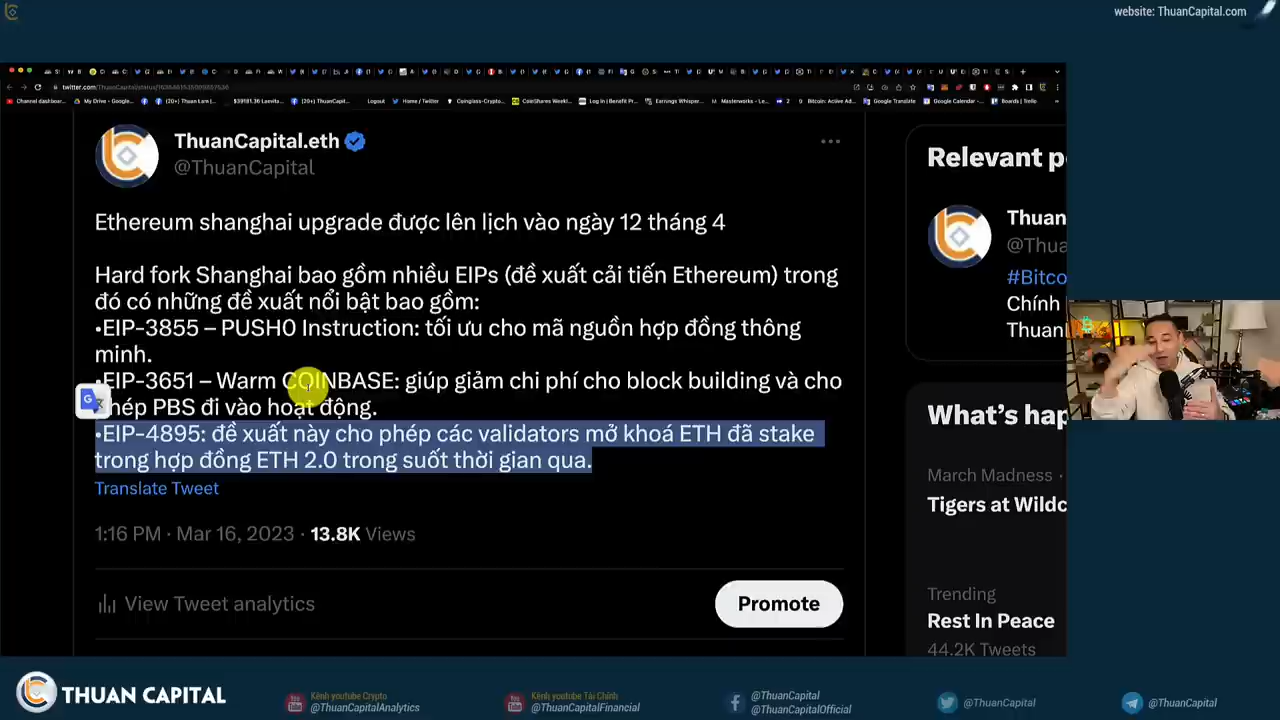 website: ThuanCapital.com
ThuanCapital.eth
@ThuanCapital
Ethereum shanghai upgrade được lên lịch vào ngày 12 tháng 4
Hard fork Shanghai bao gồm nhiều EIPs (đề xuất cải tiến Ethereum) trong
đó có những đề xuất nổi bật bao gồm:
•EIP-3855 – PUSH0 Instruction: tối ưu cho mã nguồn hợp đồng thông
minh.
•EIP-3651 – Warm COINBASE: giúp giảm chi phí cho block building và cho
phép PBS đi vào hoạt động.
•EIP-4895: đề xuất này cho phép các validators mở khoá ETH đã stake
trong hợp đồng ETH 2.0 trong suốt thời gian qua.
Translate Tweet
1:16 PM · Mar 16, 2023 · 13.8K Views
View Tweet analytics
Promote
Relevant p
Thuan
@Thua
#Bitco
Chính
Thuan
What's hap
March Madness ·
Tigers at Wildc
Trending
Rest In Peace
44.2K Tweets
THUAN CAPITAL
Kênh youtube Crypto
@ThuanCapitalAnalytics
Kênh youtube Tài Chính
@ThuanCapitalFinancial
@ThuanCapital
@ThuanCapitalOfficial
@ThuanCapital
@ThuanCapital